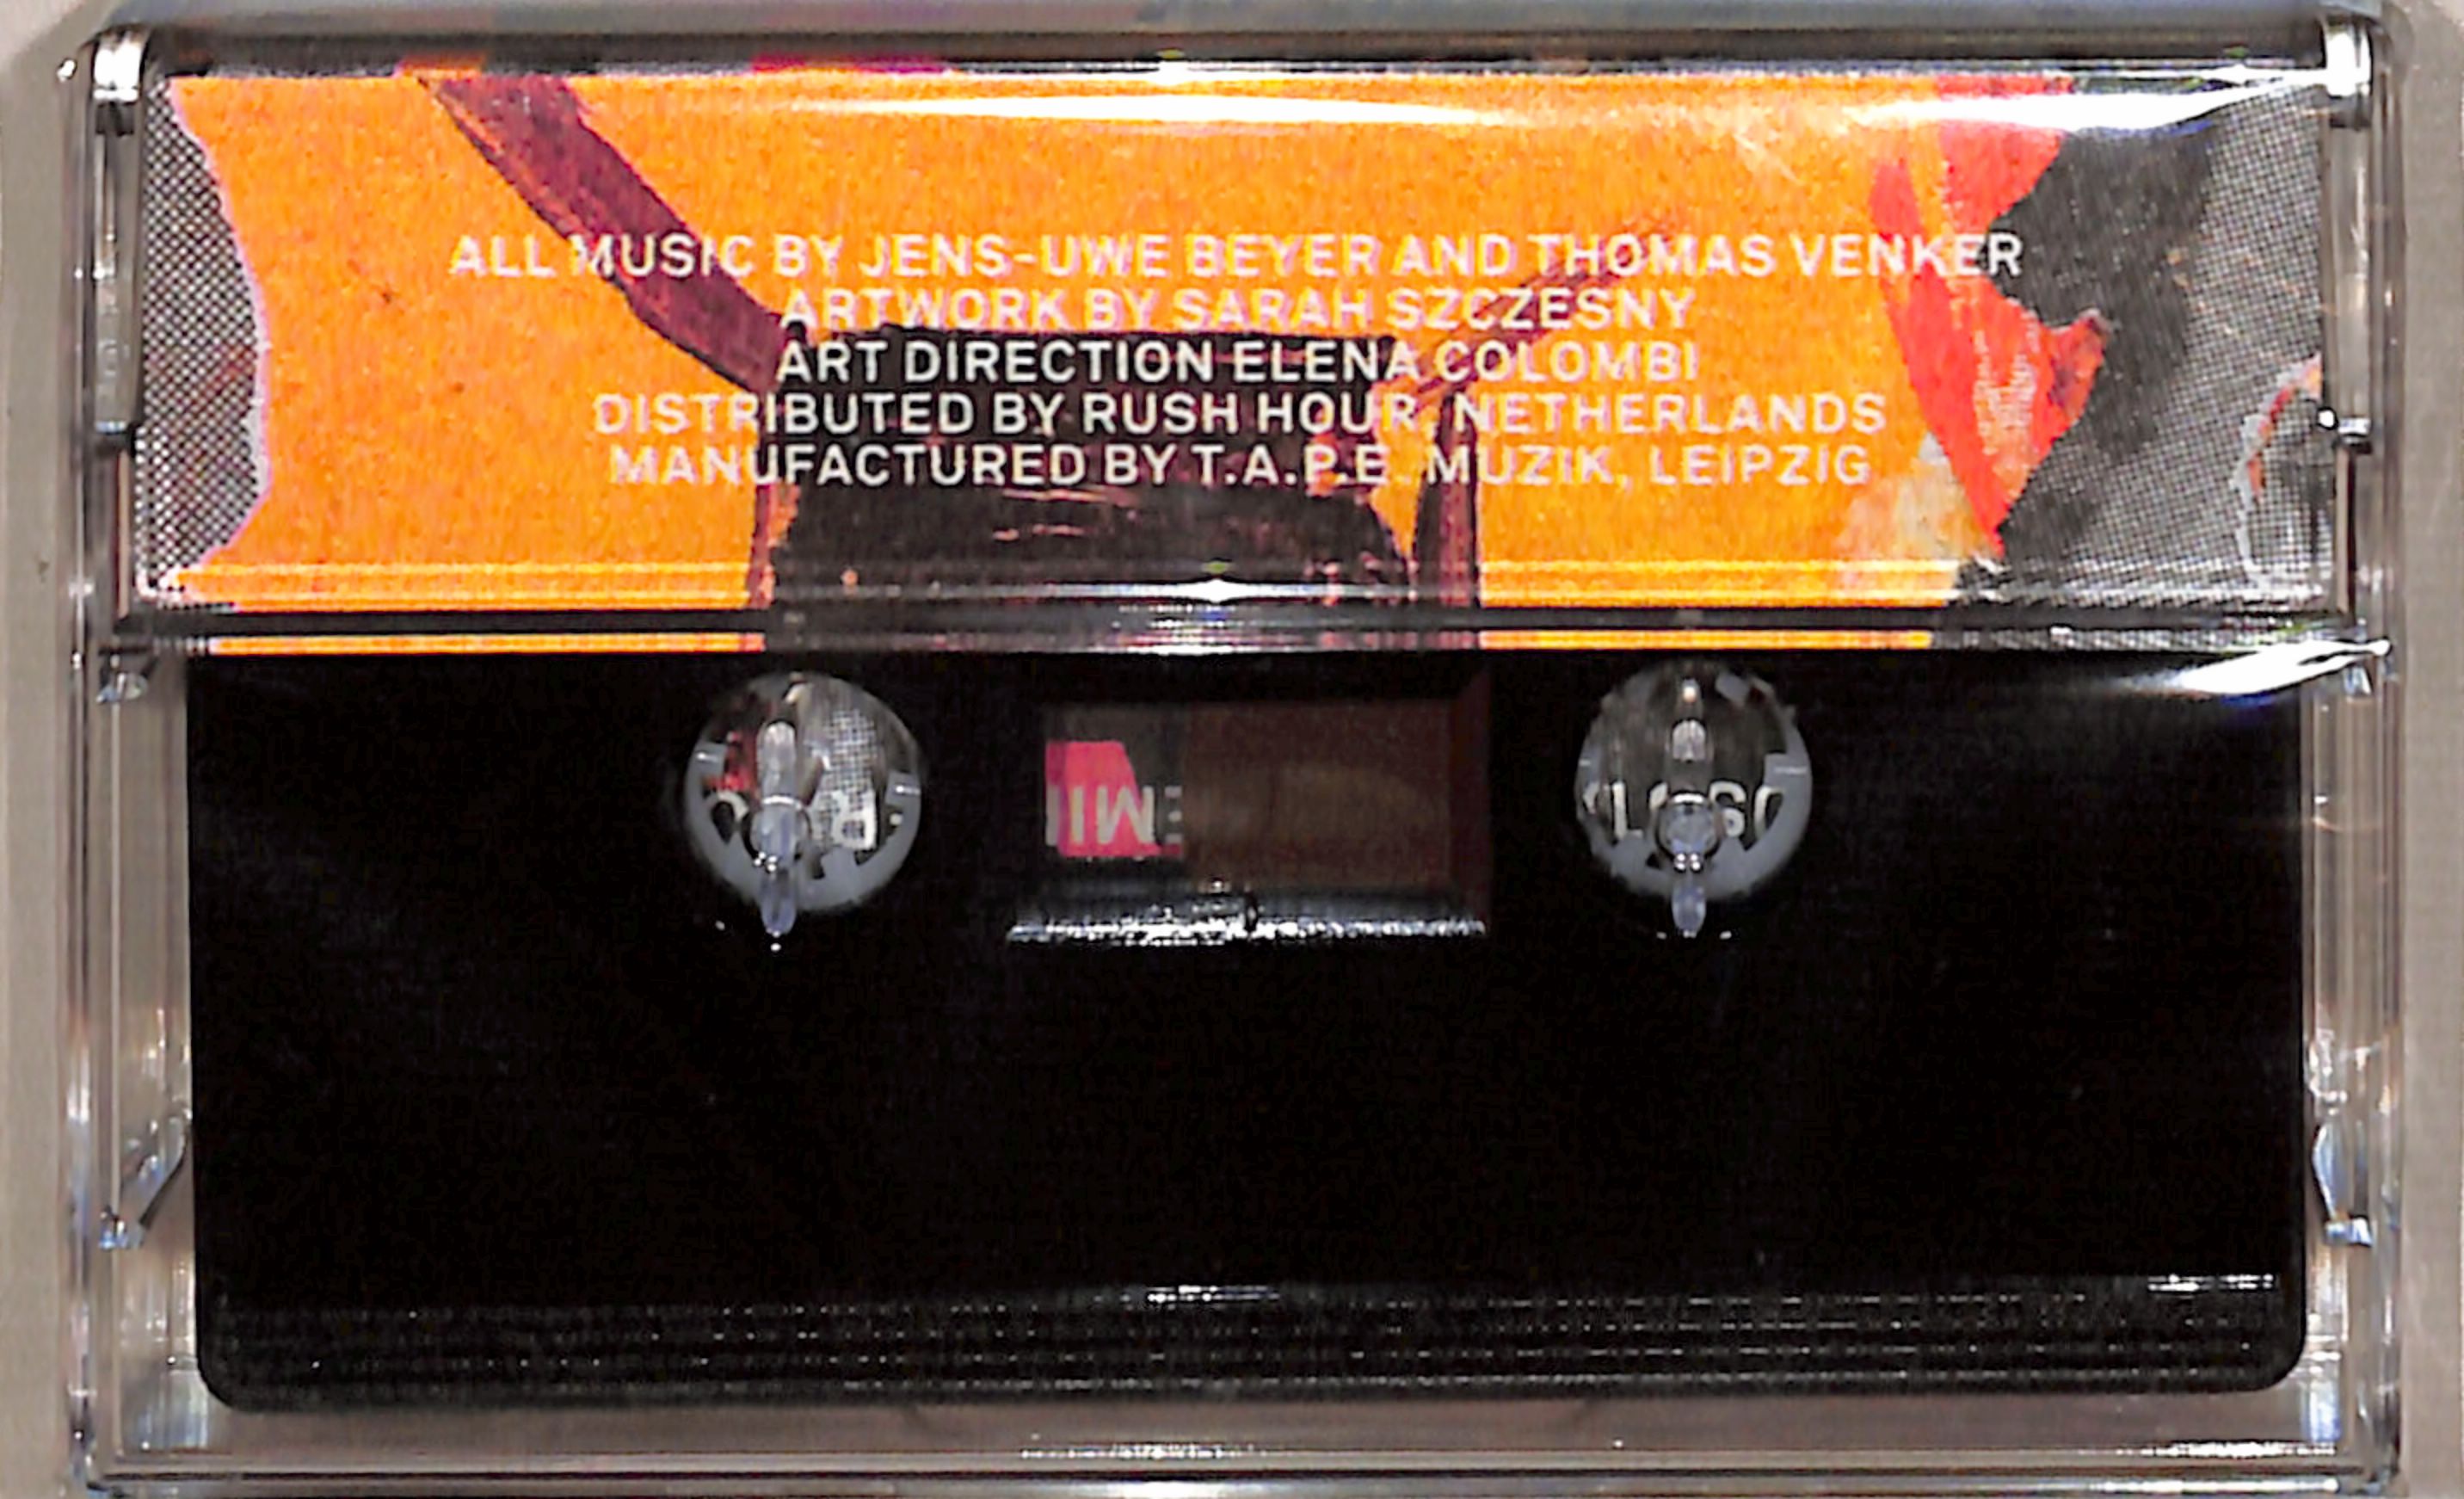 ALL MUSIC BY JENS-UWE BEYER AND THOMAS VENKER
ARTWORK BY SARAH SZCZESNY
ART DIRECTION ELENA COLOMBI
DISTRIBUTED BY RUSH HOUR, NETHERLANDS
MANUFACTURED BY T.A.P.E. MUZIK, LEIPZIG